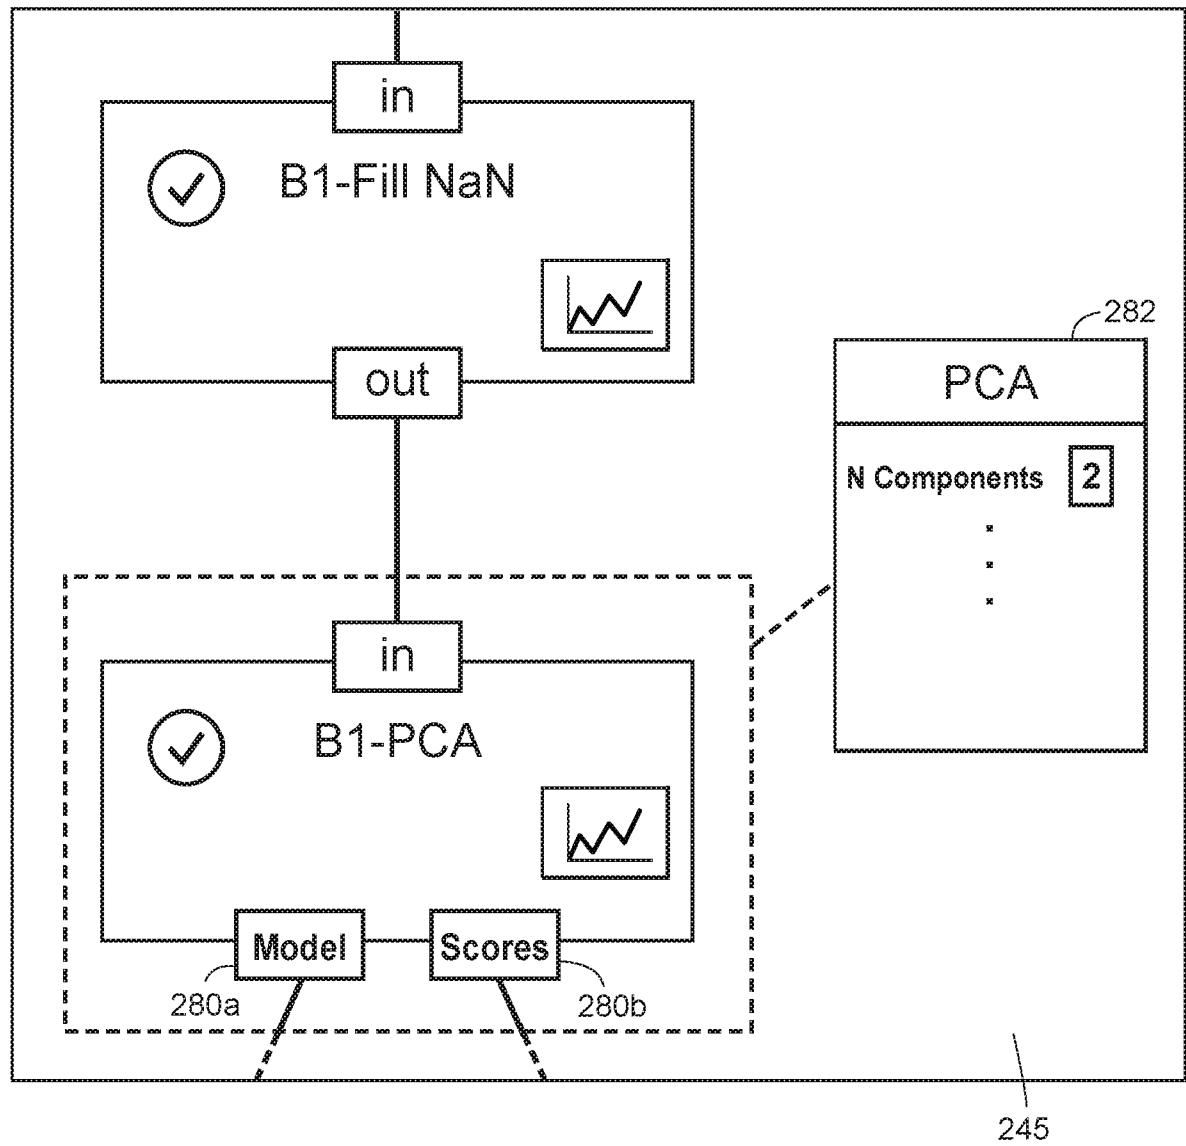 in
B1-Fill NaN
out
282
PCA
N Components 2
in
B1-PCA
Model
Scores
280a
280b
245